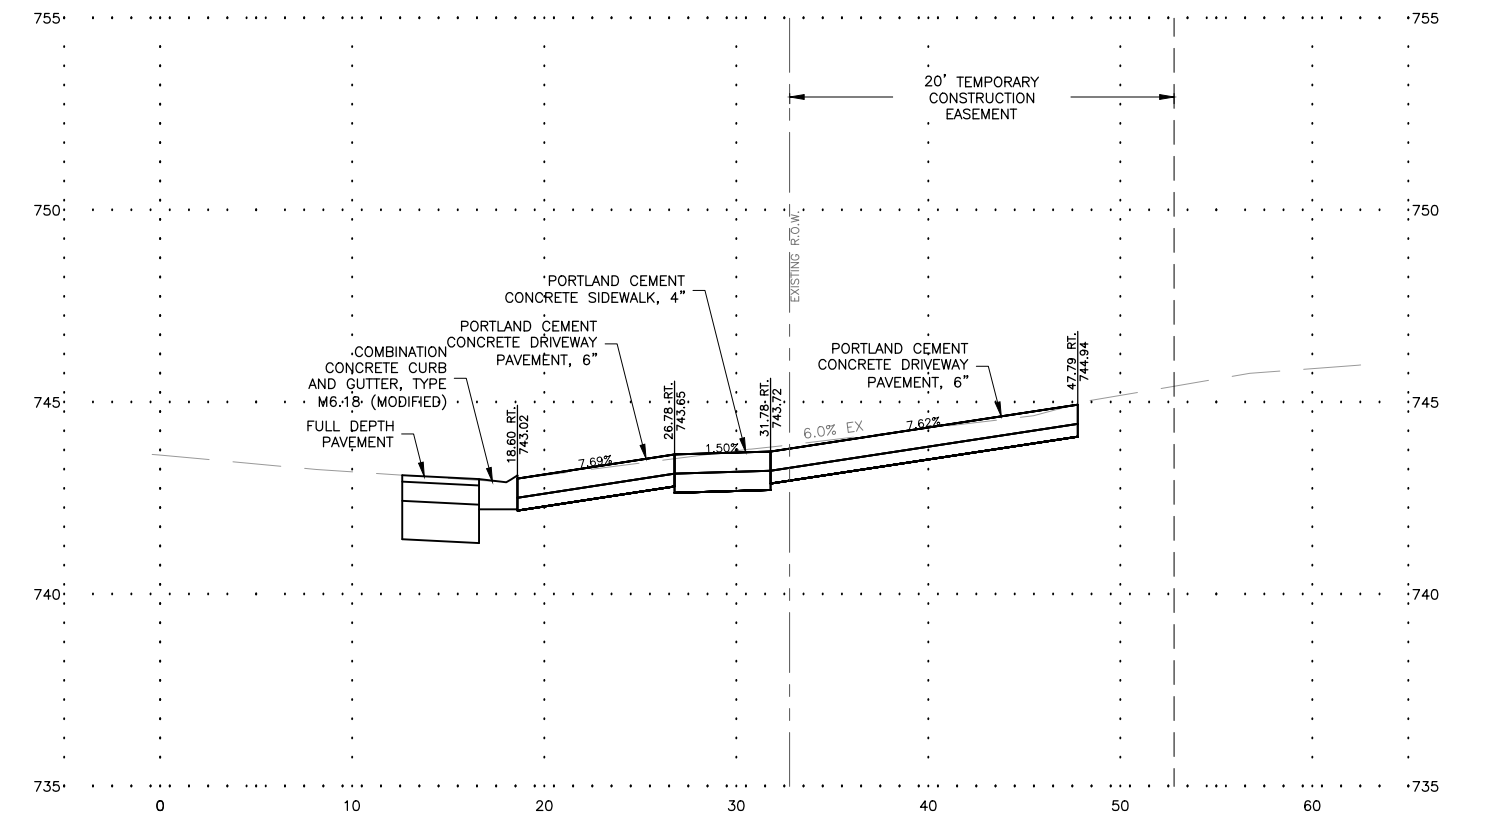 755
755
20' TEMPORARY
CONSTRUCTION
EASEMENT
750
750
EXISTING R.O.W.
PORTLAND CEMENT
CONCRETE SIDEWALK, 4"
PORTLAND CEMENT
CONCRETE DRIVEWAY
PAVEMENT, 6"
COMBINATION
CONCRETE CURB
AND GUTTER, TYPE
M6.18 (MODIFIED)
FULL DEPTH
PAVEMENT
PORTLAND CEMENT
CONCRETE DRIVEWAY
PAVEMENT, 6"
745
745
18.60 RT.
743.02
26.78 RT.
743.65
31.78 RT.
743.72
47.79 RT.
744.94
7.69%
1.50%
6.0% EX
7.62%
740
740
735
735
0
10
20
30
40
50
60